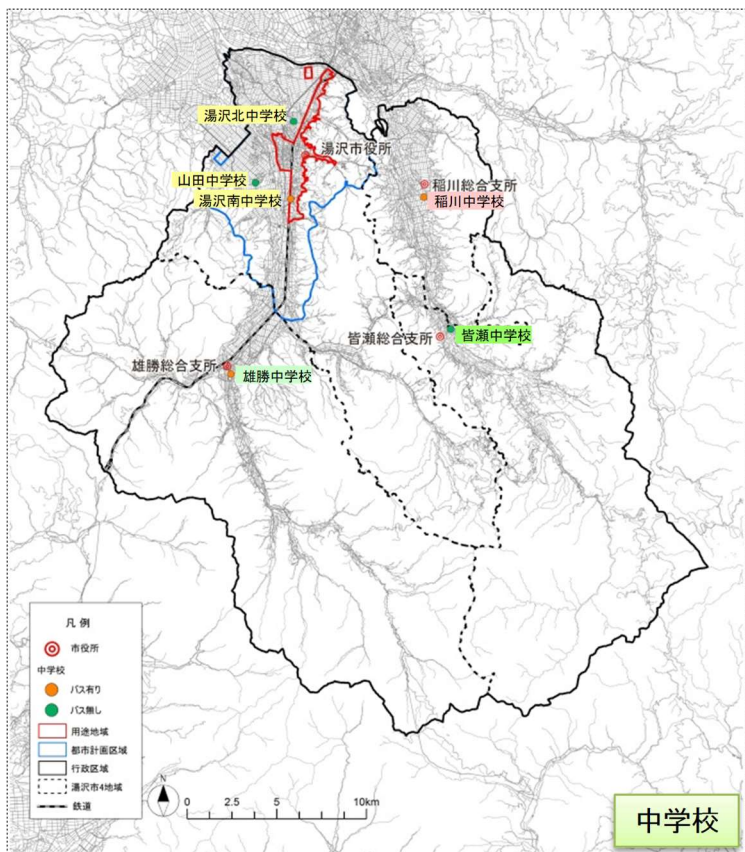 湯沢北中学校
湯沢市役所
山田中学校
湯沢南中学校
稲川総合支所
稲川中学校
皆瀬総合支所
皆瀬中学校
雄勝総合支所
雄勝中学校
凡 例
市役所
中学校
バス有り
バス無し
用途地域
都市計画区域
行政区域
湯沢市4地域
鉄道
N
0 2.5 5 10km
中学校